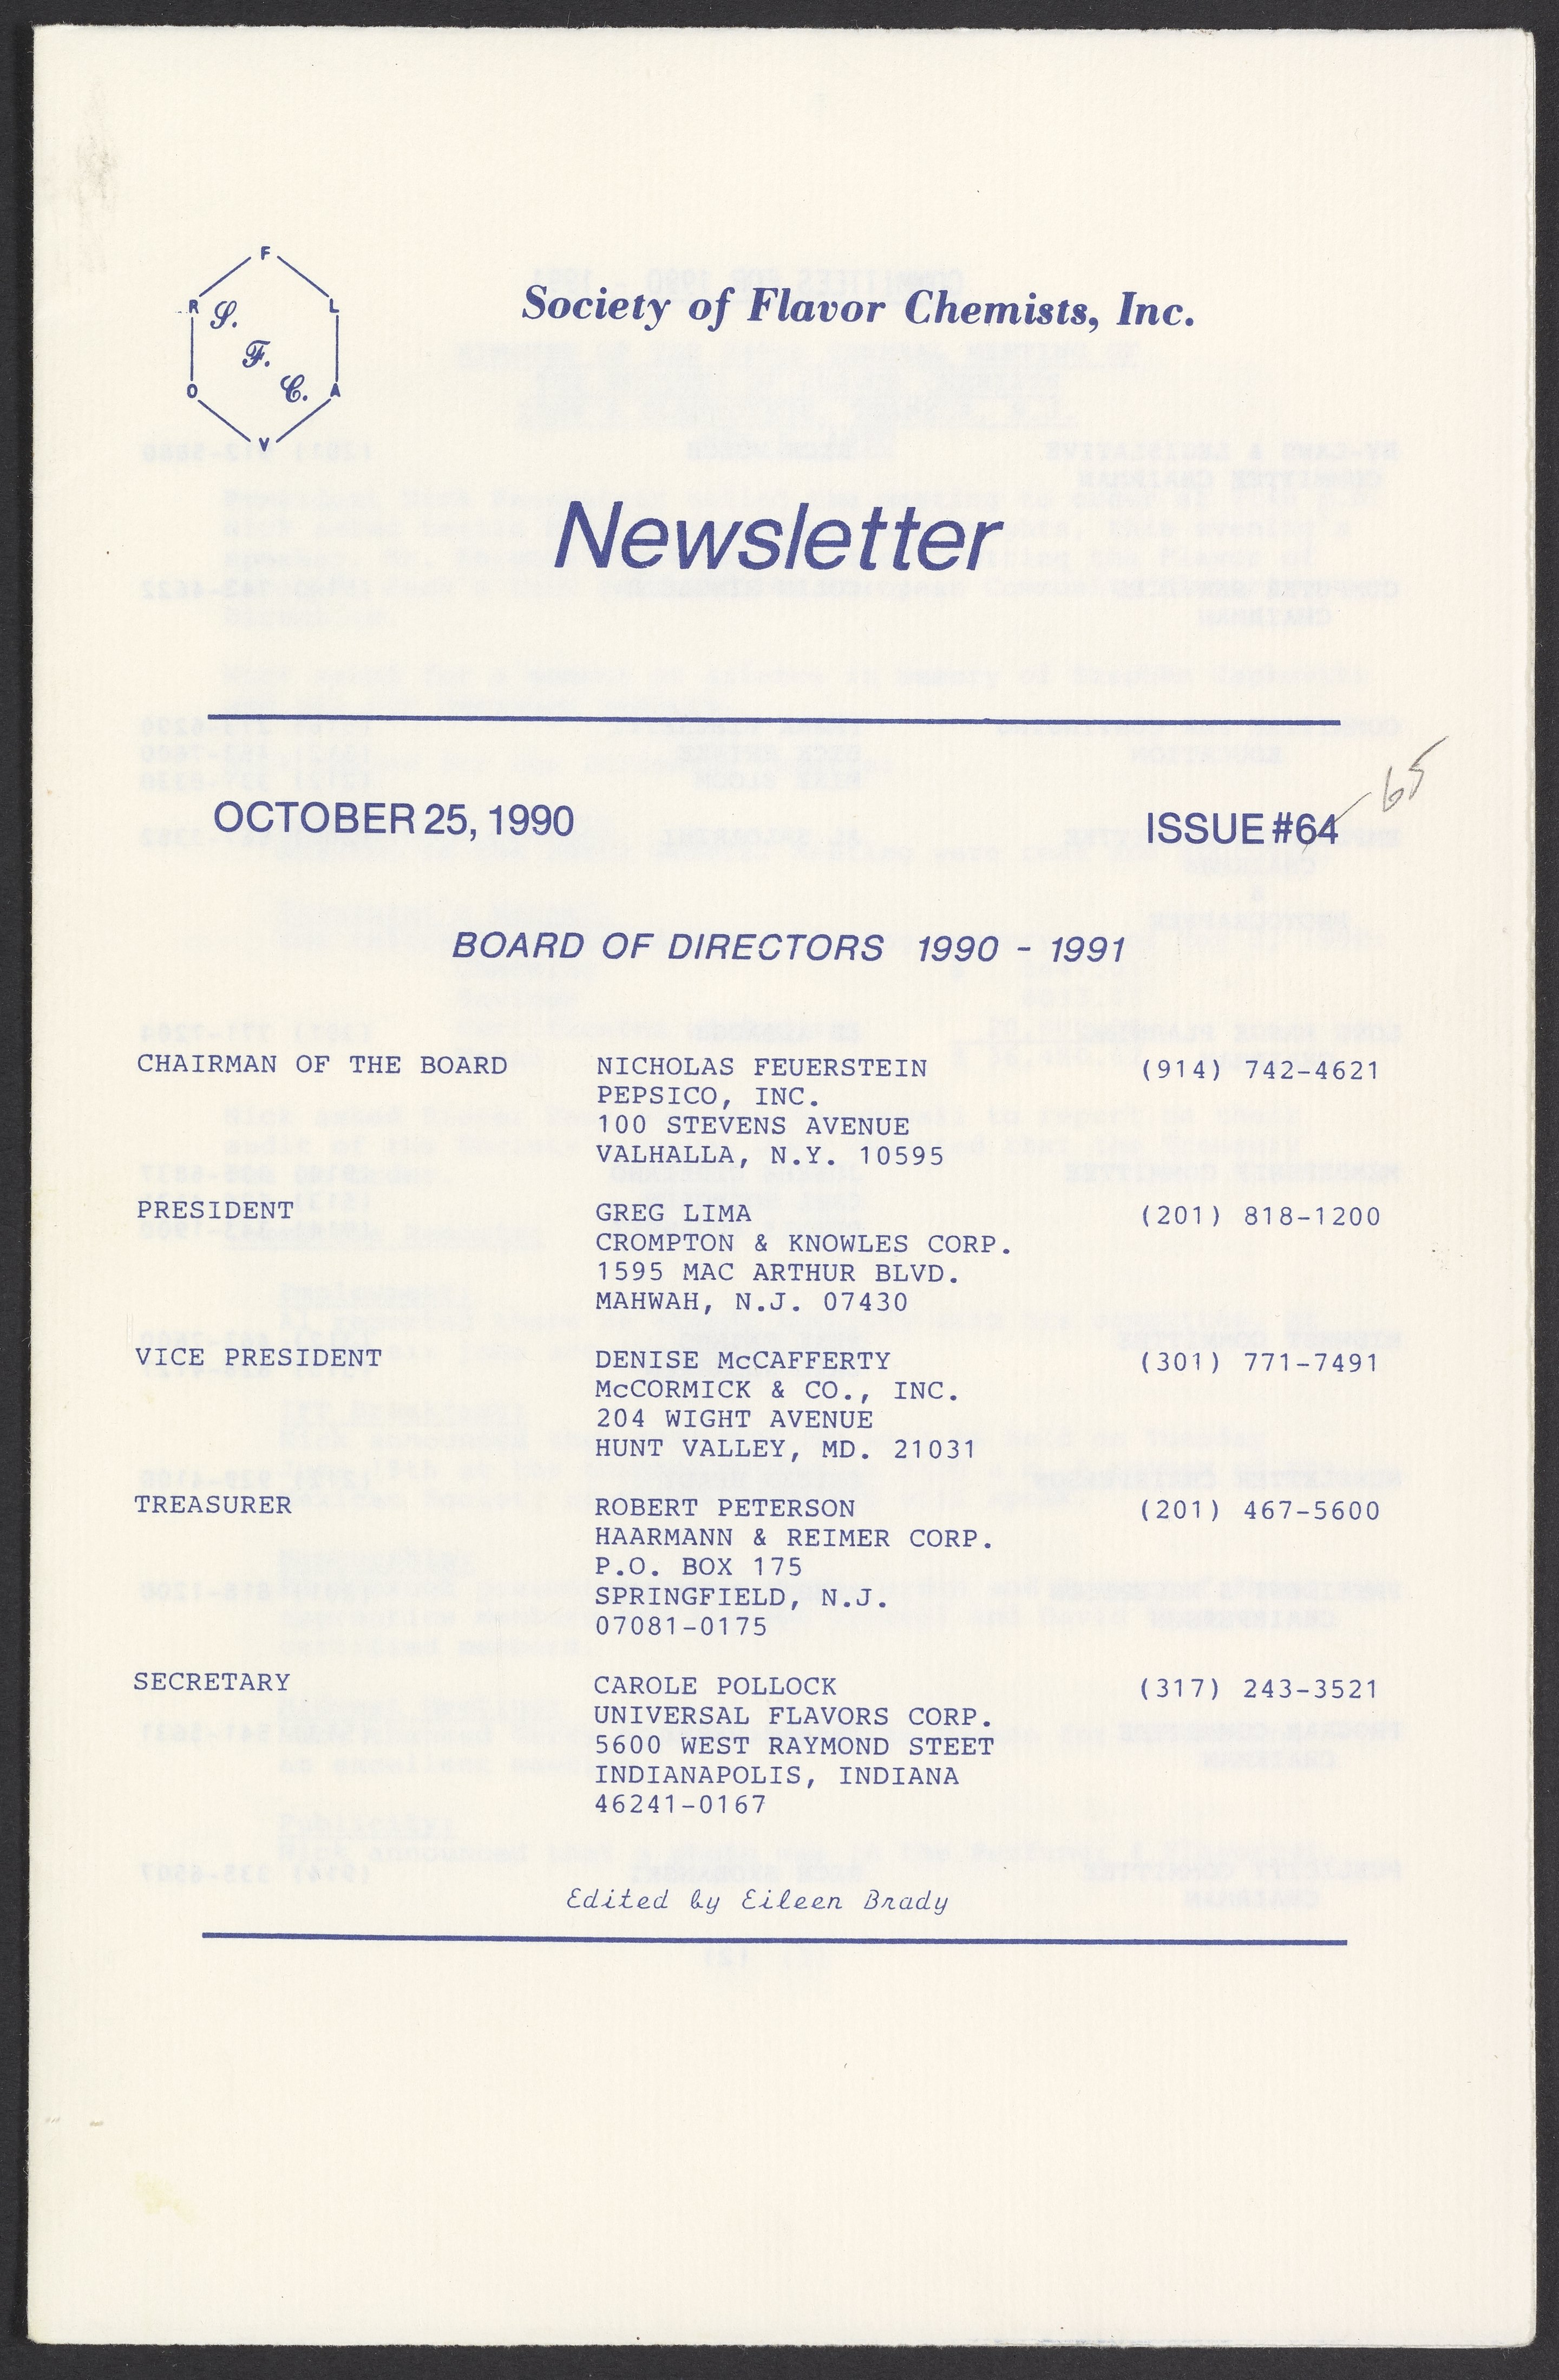 F
R
L
S.
F.
C.
O
A
V
Society of Flavor Chemists, Inc.
Newsletter
65
OCTOBER 25, 1990 ISSUE #64
BOARD OF DIRECTORS 1990 - 1991
CHAIRMAN OF THE BOARD NICHOLAS FEUERSTEIN (914) 742-4621
PEPSICO, INC.
100 STEVENS AVENUE
VALHALLA, N.Y. 10595
PRESIDENT GREG LIMA (201) 818-1200
CROMPTON & KNOWLES CORP.
1595 MAC ARTHUR BLVD.
MAHWAH, N.J. 07430
VICE PRESIDENT DENISE McCAFFERTY (301) 771-7491
McCORMICK & CO., INC.
204 WIGHT AVENUE
HUNT VALLEY, MD. 21031
TREASURER ROBERT PETERSON (201) 467-5600
HAARMANN & REIMER CORP.
P.O. BOX 175
SPRINGFIELD, N.J.
07081-0175
SECRETARY CAROLE POLLOCK (317) 243-3521
UNIVERSAL FLAVORS CORP.
5600 WEST RAYMOND STEET
INDIANAPOLIS, INDIANA
46241-0167
Edited by Eileen Brady